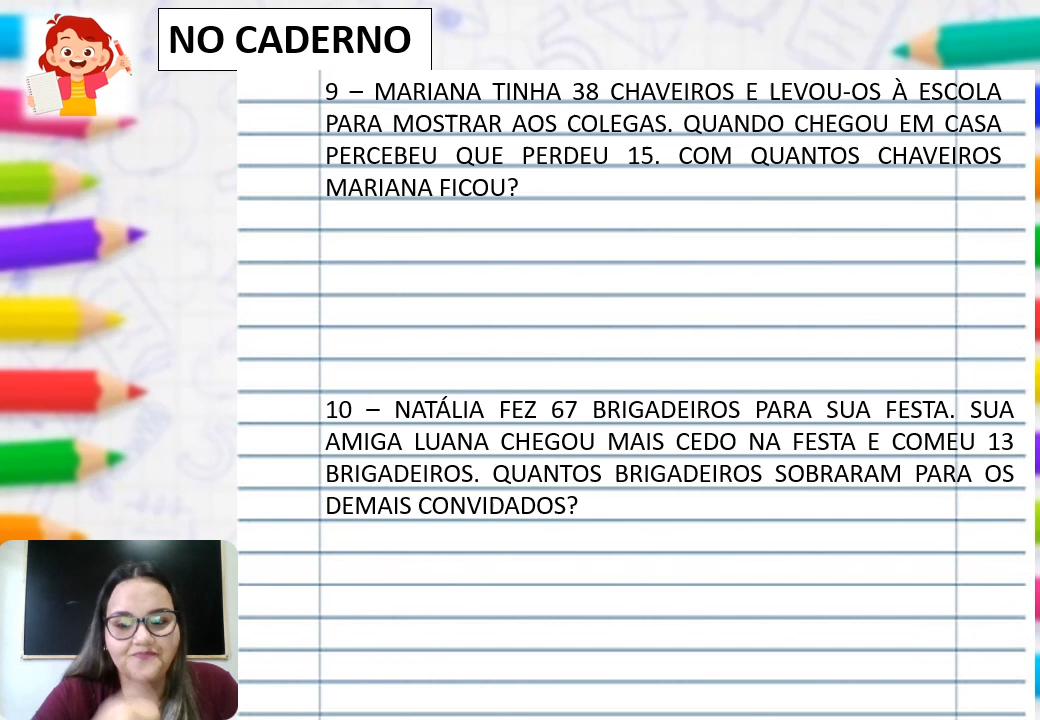 NO CADERNO
9 – MARIANA TINHA 38 CHAVEIROS E LEVOU-OS À ESCOLA
PARA MOSTRAR AOS COLEGAS. QUANDO CHEGOU EM CASA
PERCEBEU QUE PERDEU 15. COM QUANTOS CHAVEIROS
MARIANA FICOU?
10 – NATÁLIA FEZ 67 BRIGADEIROS PARA SUA FESTA. SUA
AMIGA LUANA CHEGOU MAIS CEDO NA FESTA E COMEU 13
BRIGADEIROS. QUANTOS BRIGADEIROS SOBRARAM PARA OS
DEMAIS CONVIDADOS?